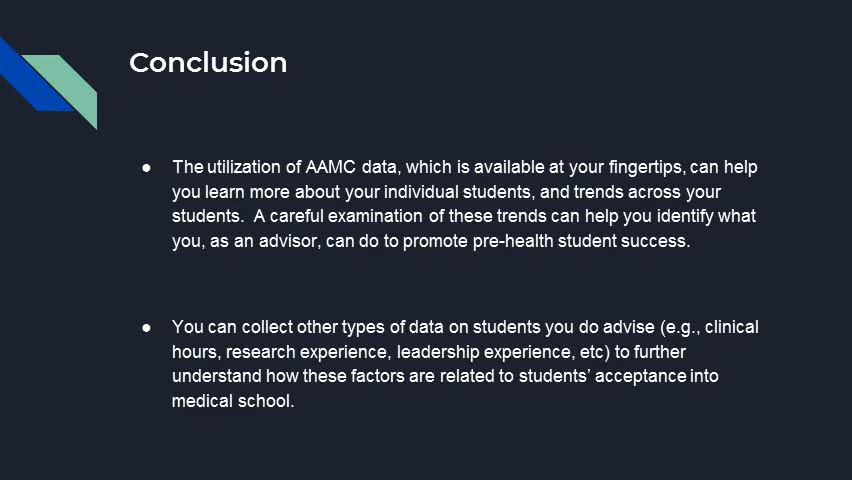 Conclusion
● The utilization of AAMC data, which is available at your fingertips, can help
you learn more about your individual students, and trends across your
students.  A careful examination of these trends can help you identify what
you, as an advisor, can do to promote pre-health student success.
● You can collect other types of data on students you do advise (e.g., clinical
hours, research experience, leadership experience, etc) to further
understand how these factors are related to students’ acceptance into
medical school.